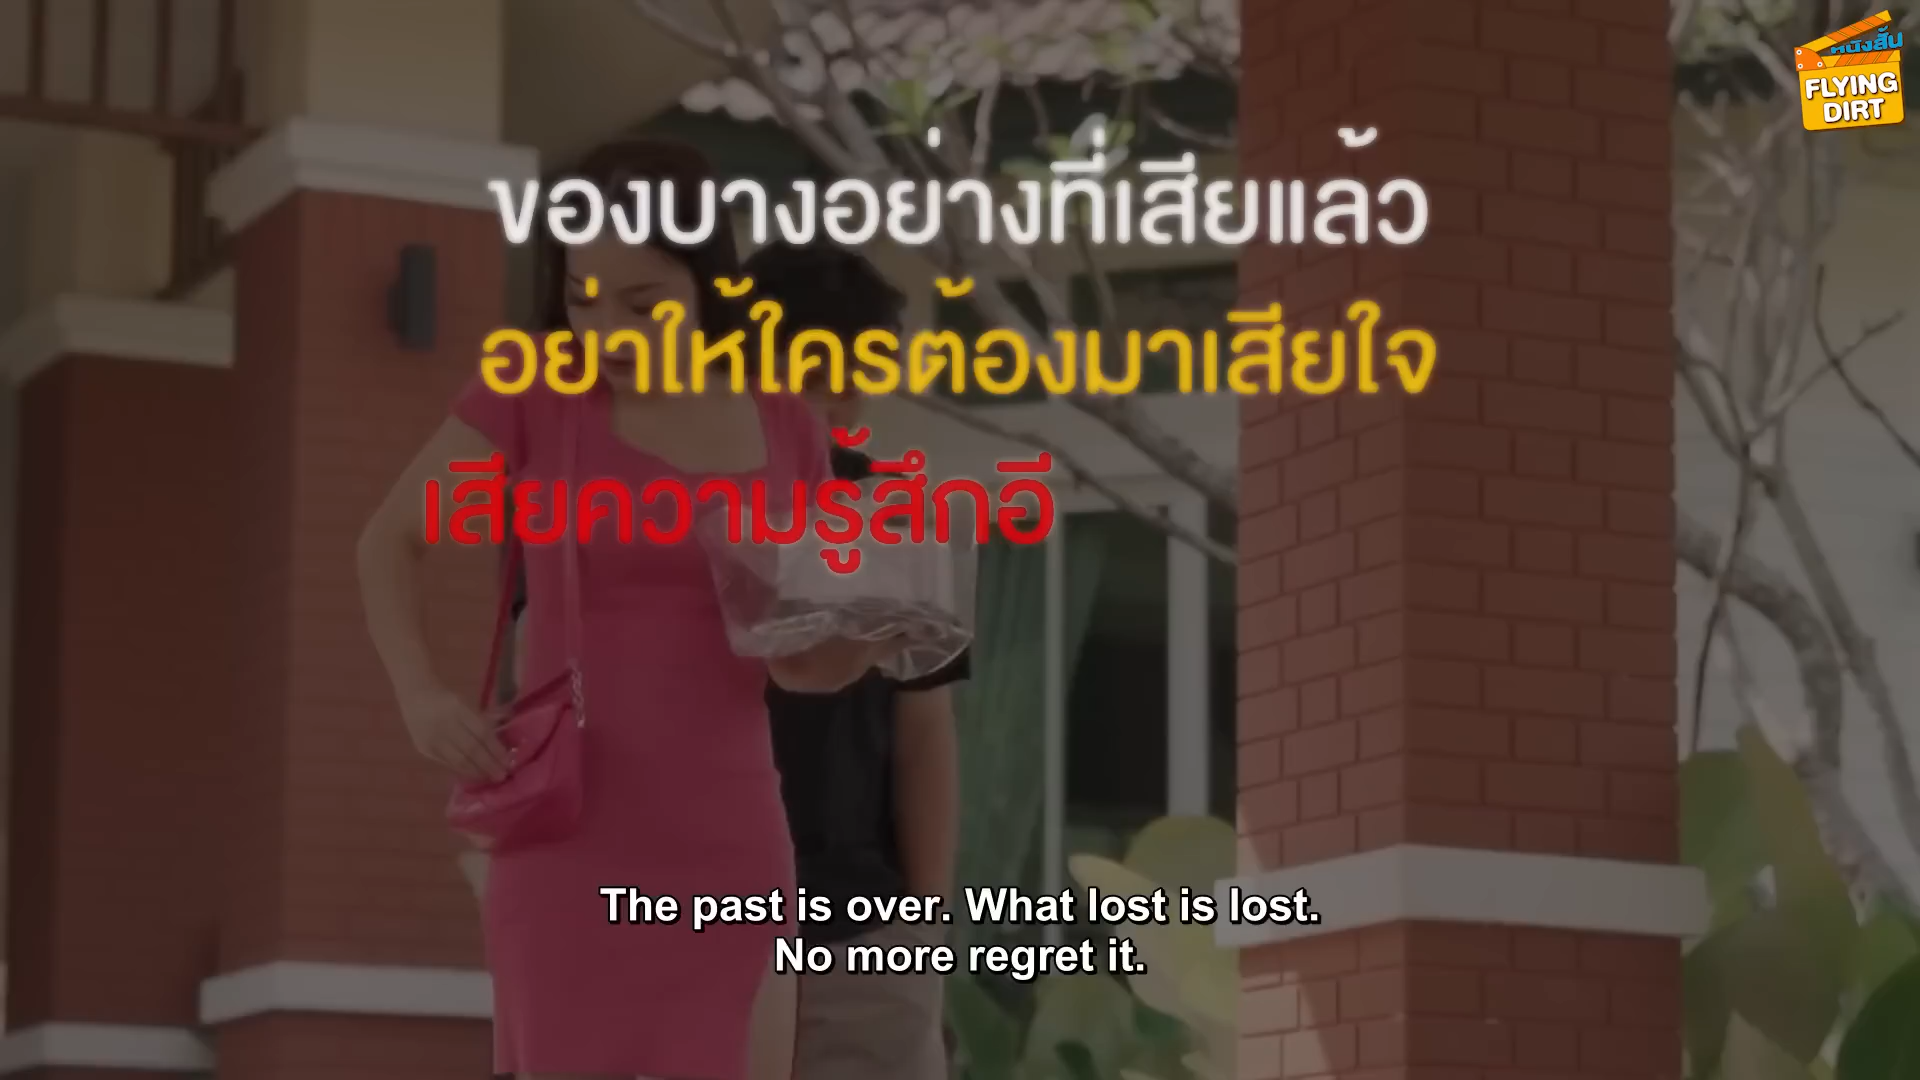 หนังสั้น
FLYING
DIRT
ของบางอย่างที่เสียแล้ว
อย่าให้ใครต้องมาเสียใจ
เสียความรู้สึกอี
The past is over. What lost is lost.
No more regret it.